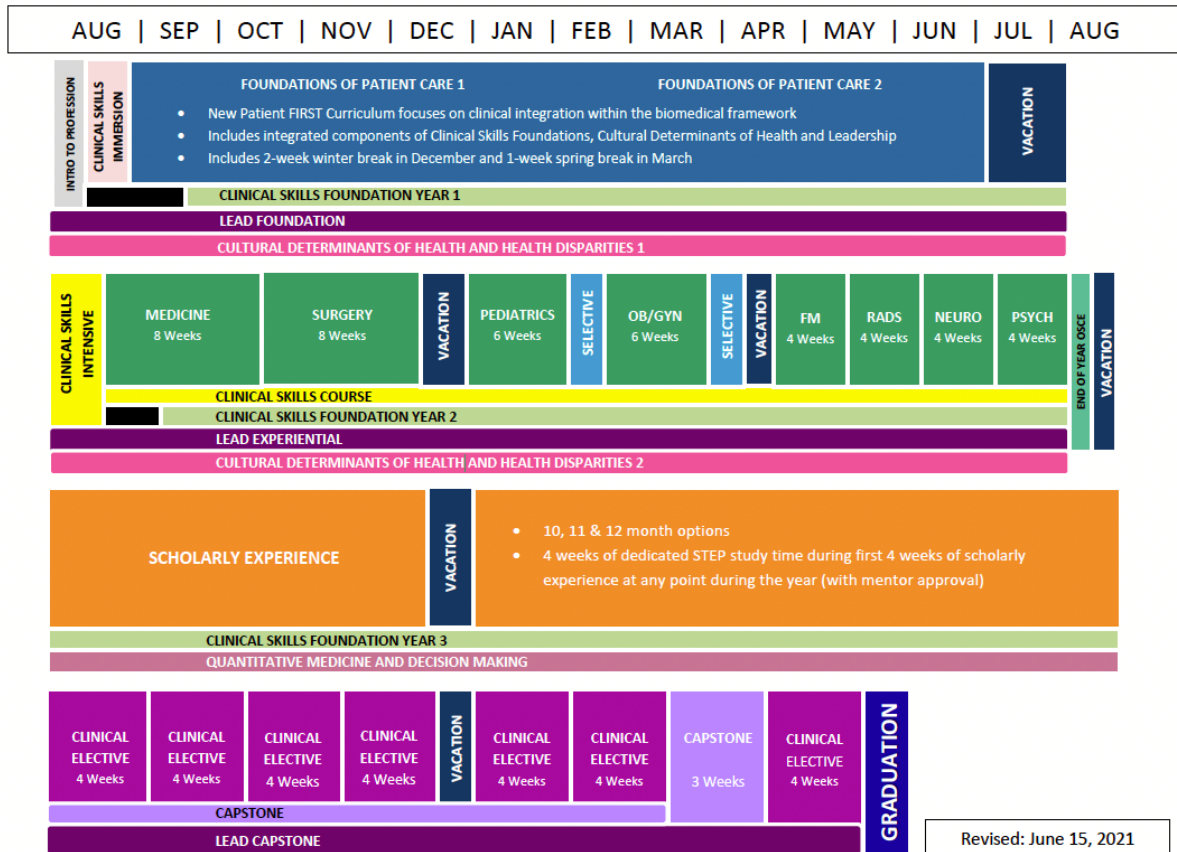 AUG | SEP | OCT | NOV | DEC | JAN | FEB | MAR | APR | MAY | JUN | JUL | AUG
INTRO TO PROFESSION
CLINICAL SKILLS
IMMERSION
FOUNDATIONS OF PATIENT CARE 1
FOUNDATIONS OF PATIENT CARE 2
• New Patient FIRST Curriculum focuses on clinical integration within the biomedical framework
• Includes integrated components of Clinical Skills Foundations, Cultural Determinants of Health and Leadership
• Includes 2-week winter break in December and 1-week spring break in March
VACATION
CLINICAL SKILLS FOUNDATION YEAR 1
LEAD FOUNDATION
CULTURAL DETERMINANTS OF HEALTH AND HEALTH DISPARITIES 1
CLINICAL SKILLS
INTENSIVE
MEDICINE
8 Weeks
SURGERY
8 Weeks
VACATION
PEDIATRICS
6 Weeks
SELECTIVE
OB/GYN
6 Weeks
SELECTIVE
VACATION
FM
4 Weeks
RADS
4 Weeks
NEURO
4 Weeks
PSYCH
4 Weeks
END OF YEAR OSCE
VACATION
CLINICAL SKILLS COURSE
CLINICAL SKILLS FOUNDATION YEAR 2
LEAD EXPERIENTIAL
CULTURAL DETERMINANTS OF HEALTH AND HEALTH DISPARITIES 2
SCHOLARLY EXPERIENCE
VACATION
• 10, 11 & 12 month options
• 4 weeks of dedicated STEP study time during first 4 weeks of scholarly
experience at any point during the year (with mentor approval)
CLINICAL SKILLS FOUNDATION YEAR 3
QUANTITATIVE MEDICINE AND DECISION MAKING
CLINICAL
ELECTIVE
4 Weeks
CLINICAL
ELECTIVE
4 Weeks
CLINICAL
ELECTIVE
4 Weeks
CLINICAL
ELECTIVE
4 Weeks
VACATION
CLINICAL
ELECTIVE
4 Weeks
CLINICAL
ELECTIVE
4 Weeks
CAPSTONE
3 Weeks
CLINICAL
ELECTIVE
4 Weeks
GRADUATION
CAPSTONE
LEAD CAPSTONE
Revised: June 15, 2021